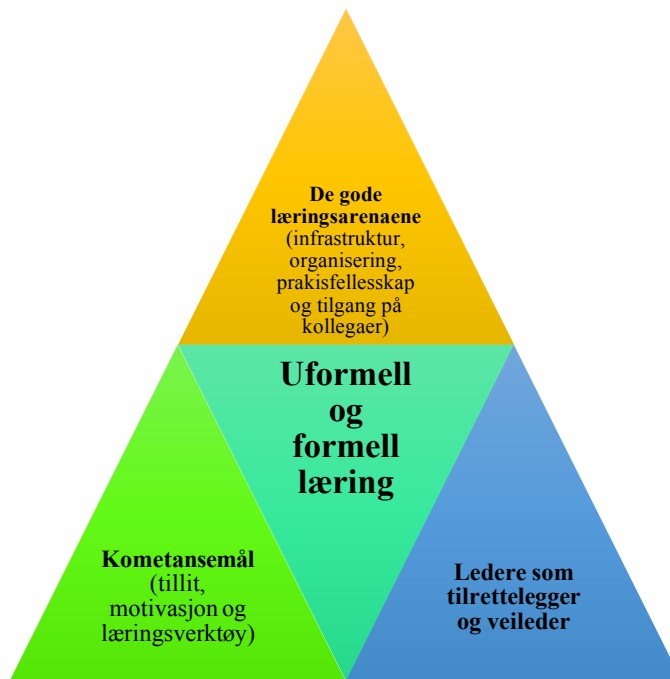 De gode
læringsarenaene
(infrastruktur,
organisering,
prakisfellesskap
og tilgang på
kollegaer)
Uformell
og
formell
læring
Kometansemål
(tillit,
motivasjon og
læringsverktøy)
Ledere som
tilrettelegger
og veileder